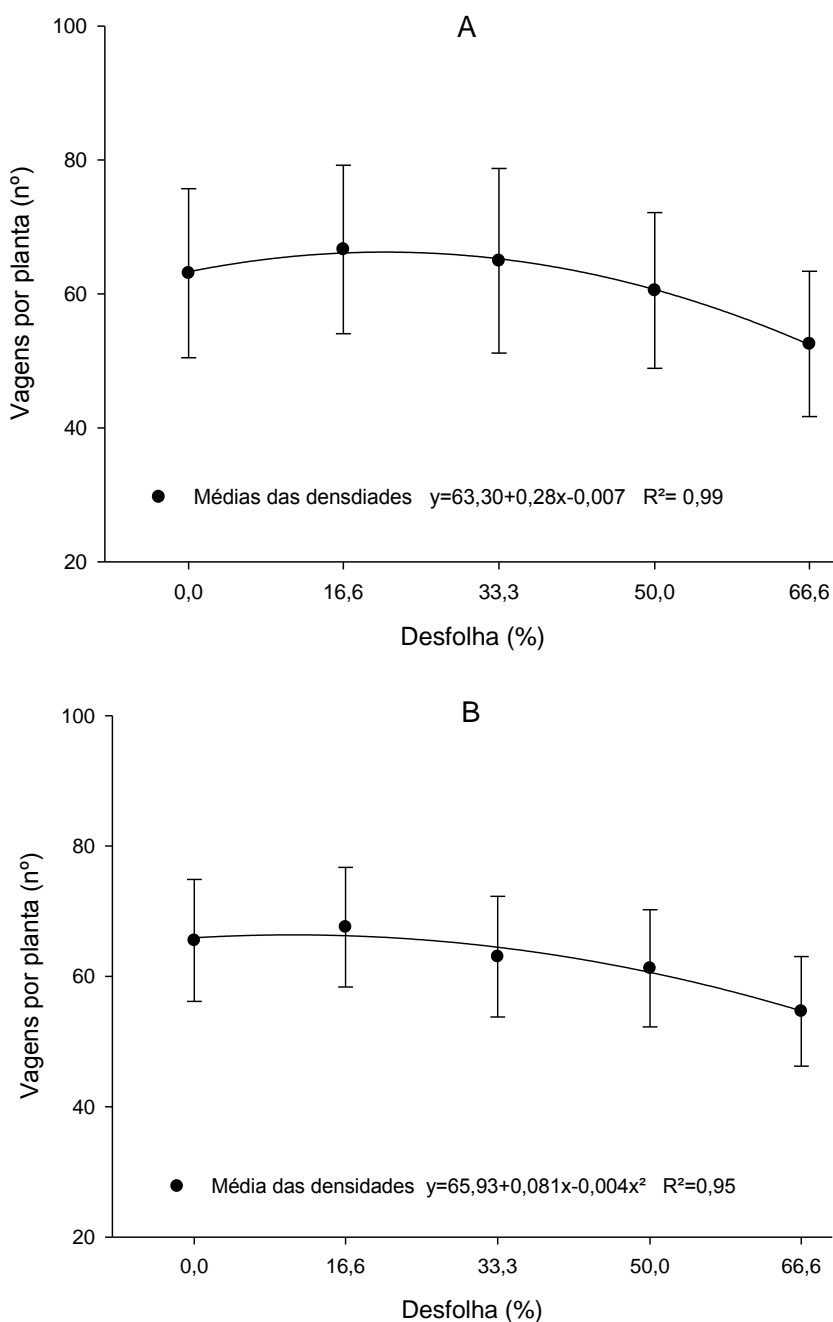 A
100
80
60
40
20
Vagens por planta (nº)
Médias das densdiades y=63,30+0,28x-0,007 R²= 0,99
0,0 16,6 33,3 50,0 66,6
Desfolha (%)
B
100
80
60
40
20
Vagens por planta (nº)
Média das densidades y=65,93+0,081x-0,004x² R²=0,95
0,0 16,6 33,3 50,0 66,6
Desfolha (%)